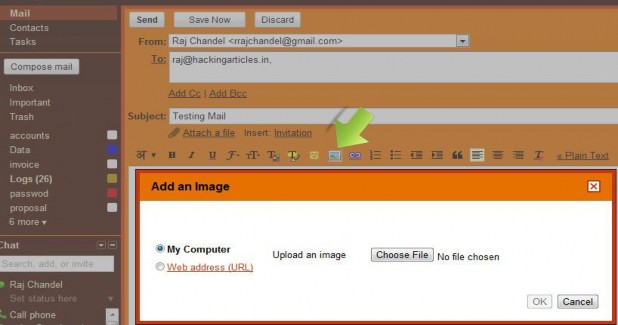 Mail
Contacts
Tasks
Compose mail
Inbox
Important
Trash
accounts
Data
invoice
Logs (26)
passwod
proposal
6 more ▾
Chat
Search, add, or invite
Raj Chandel
Set status here
Call phone
Send Save Now Discard
From: Raj Chandel <rrajchandel@gmail.com>
To: raj@hackingarticles.in,
Add Cc | Add Bcc
Subject: Testing Mail
Attach a file Insert: Invitation
अ B I U F T T T « Plain Text
Add an Image
My Computer
Web address (URL)
Upload an image Choose File No file chosen
OK Cancel